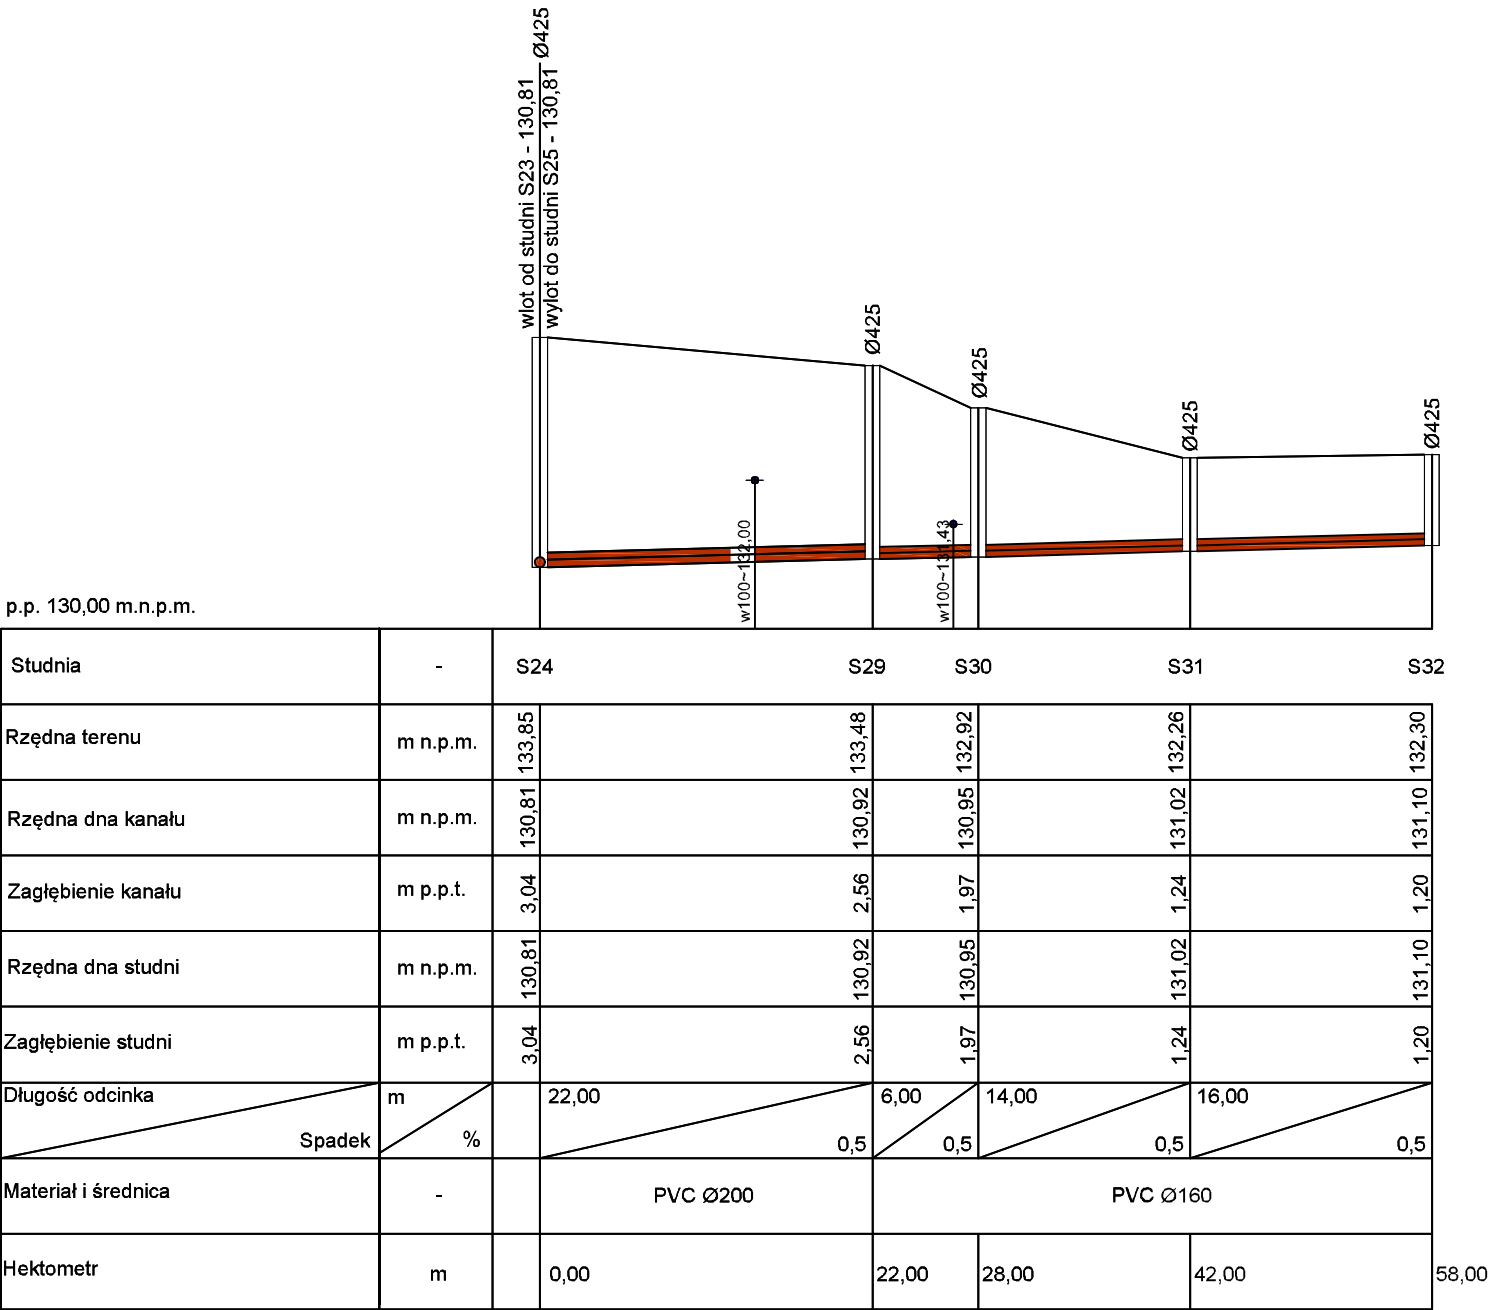 Ø425
wlot od studni S23 - 130,81
wylot do studni S25 - 130,81
Ø425
Ø425
Ø425
Ø425
w100~132,00
w100~131,43
p.p. 130,00 m.n.p.m.
Studnia - S24 S29 S30 S31 S32
Rzędna terenu m n.p.m. 133,85 133,48 132,92 132,26 132,30
Rzędna dna kanału m n.p.m. 130,81 130,92 130,95 131,02 131,10
Zagłębienie kanału m p.p.t. 3,04 2,56 1,97 1,24 1,20
Rzędna dna studni m n.p.m. 130,81 130,92 130,95 131,02 131,10
Zagłębienie studni m p.p.t. 3,04 2,56 1,97 1,24 1,20
Długość odcinka m 22,00 6,00 14,00 16,00
Spadek % 0,5 0,5 0,5 0,5
Materiał i średnica - PVC Ø200 PVC Ø160
Hektometr m 0,00 22,00 28,00 42,00 58,00